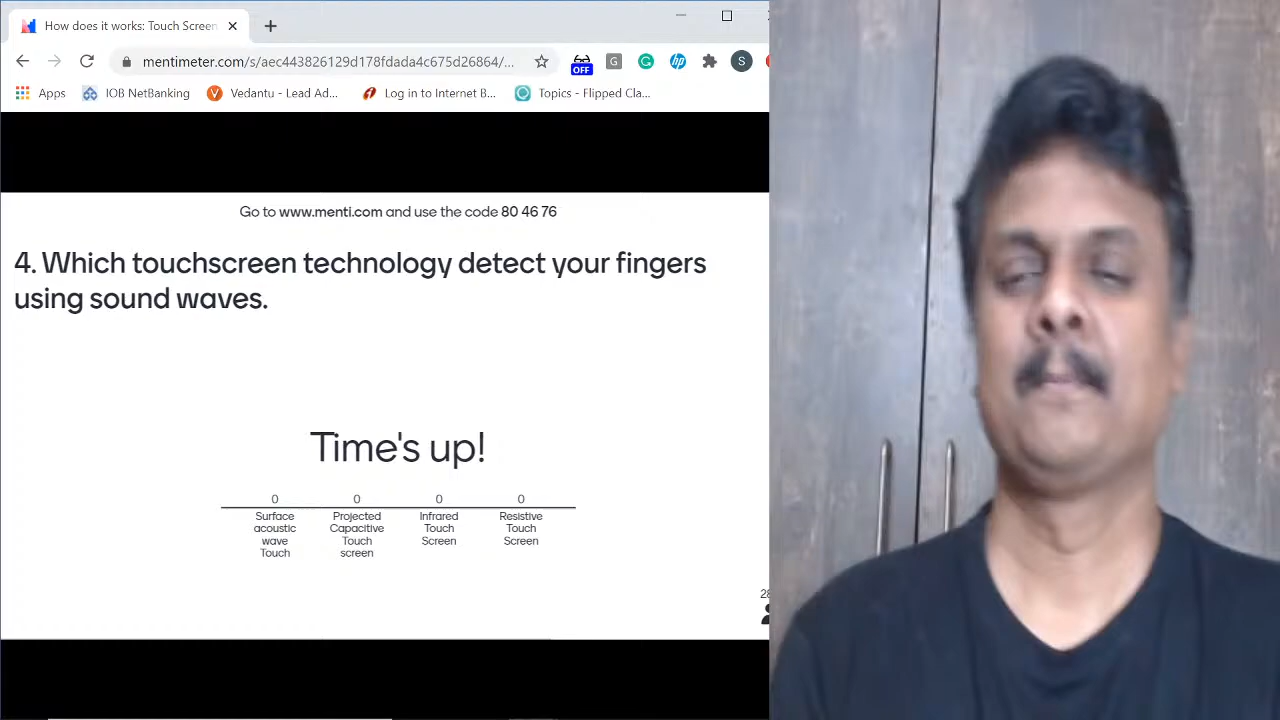 How does it works: Touch Screen
mentimeter.com/s/aec4438b6129d178fdada4c675d26864/...
OFF
G
hp
S
Apps
IOB NetBanking
Vedantu - Lead Ad...
Log in to Internet B...
Topics - Flipped Cla...
Go to www.menti.com and use the code 80 46 76
4. Which touchscreen technology detect your fingers
using sound waves.
Time's up!
0 0 0 0
Surface
acoustic
wave
Touch
Projected
Capacitive
Touch
screen
Infrared
Touch
Screen
Resistive
Touch
Screen